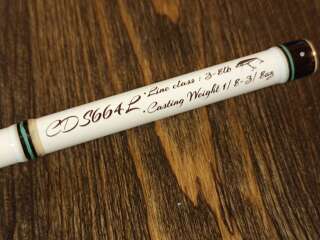 CDS664L
・Line class : 3-8lb
・Casting Weight 1/8-3/8oz